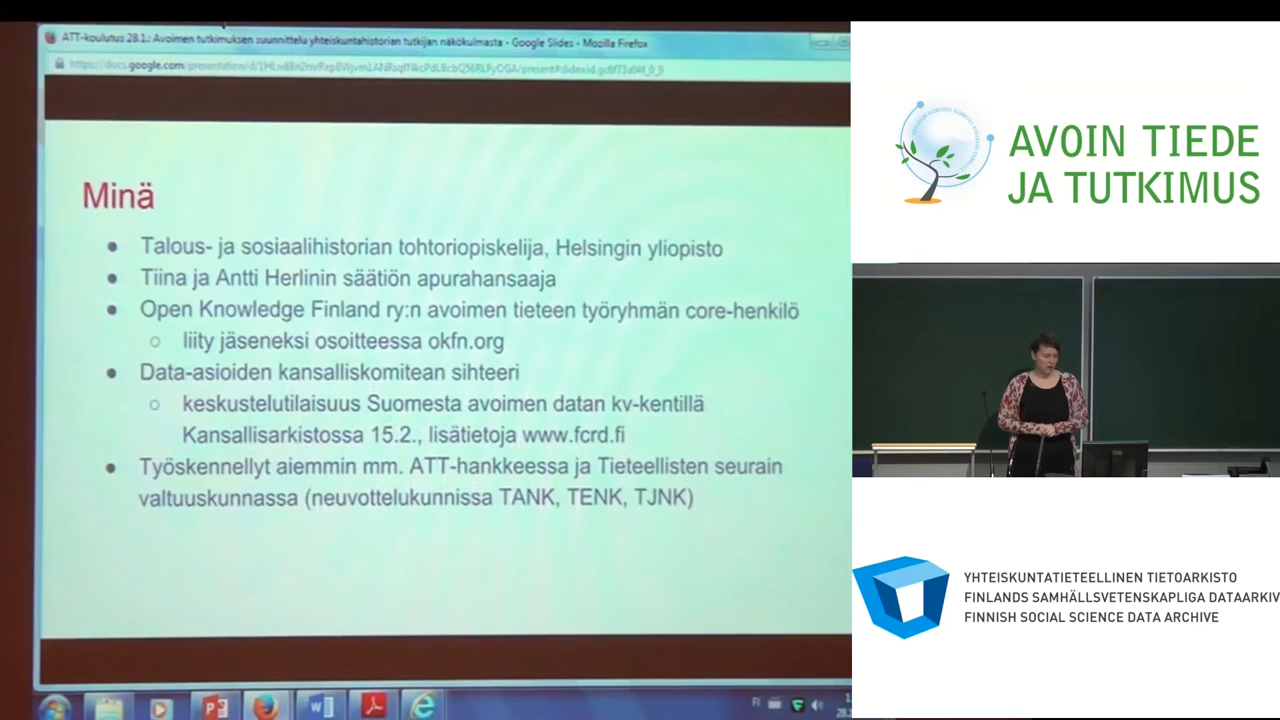 ATT-koulutus 28.1.: Avoimen tutkimuksen suunnittelu yhteiskuntahistorian tutkijan näkökulmasta - Google Slides - Mozilla Firefox
Minä
● Talous- ja sosiaalihistorian tohtoriopiskelija, Helsingin yliopisto
● Tiina ja Antti Herlinin säätiön apurahansaaja
● Open Knowledge Finland ry:n avoimen tieteen työryhmän core-henkilö
○ liity jäseneksi osoitteessa okfn.org
● Data-asioiden kansalliskomitean sihteeri
○ keskustelutilaisuus Suomesta avoimen datan kv-kentillä
Kansallisarkistossa 15.2., lisätietoja www.fcrd.fi
● Työskennellyt aiemmin mm. ATT-hankkeessa ja Tieteellisten seurain
valtuuskunnassa (neuvottelukunnissa TANK, TENK, TJNK)
FI
AVOIN TIEDE
JA TUTKIMUS
YHTEISKUNTATIETEELLINEN TIETOARKISTO
FINLANDS SAMHÄLLSVETENSKAPLIGA DATAARKIV
FINNISH SOCIAL SCIENCE DATA ARCHIVE